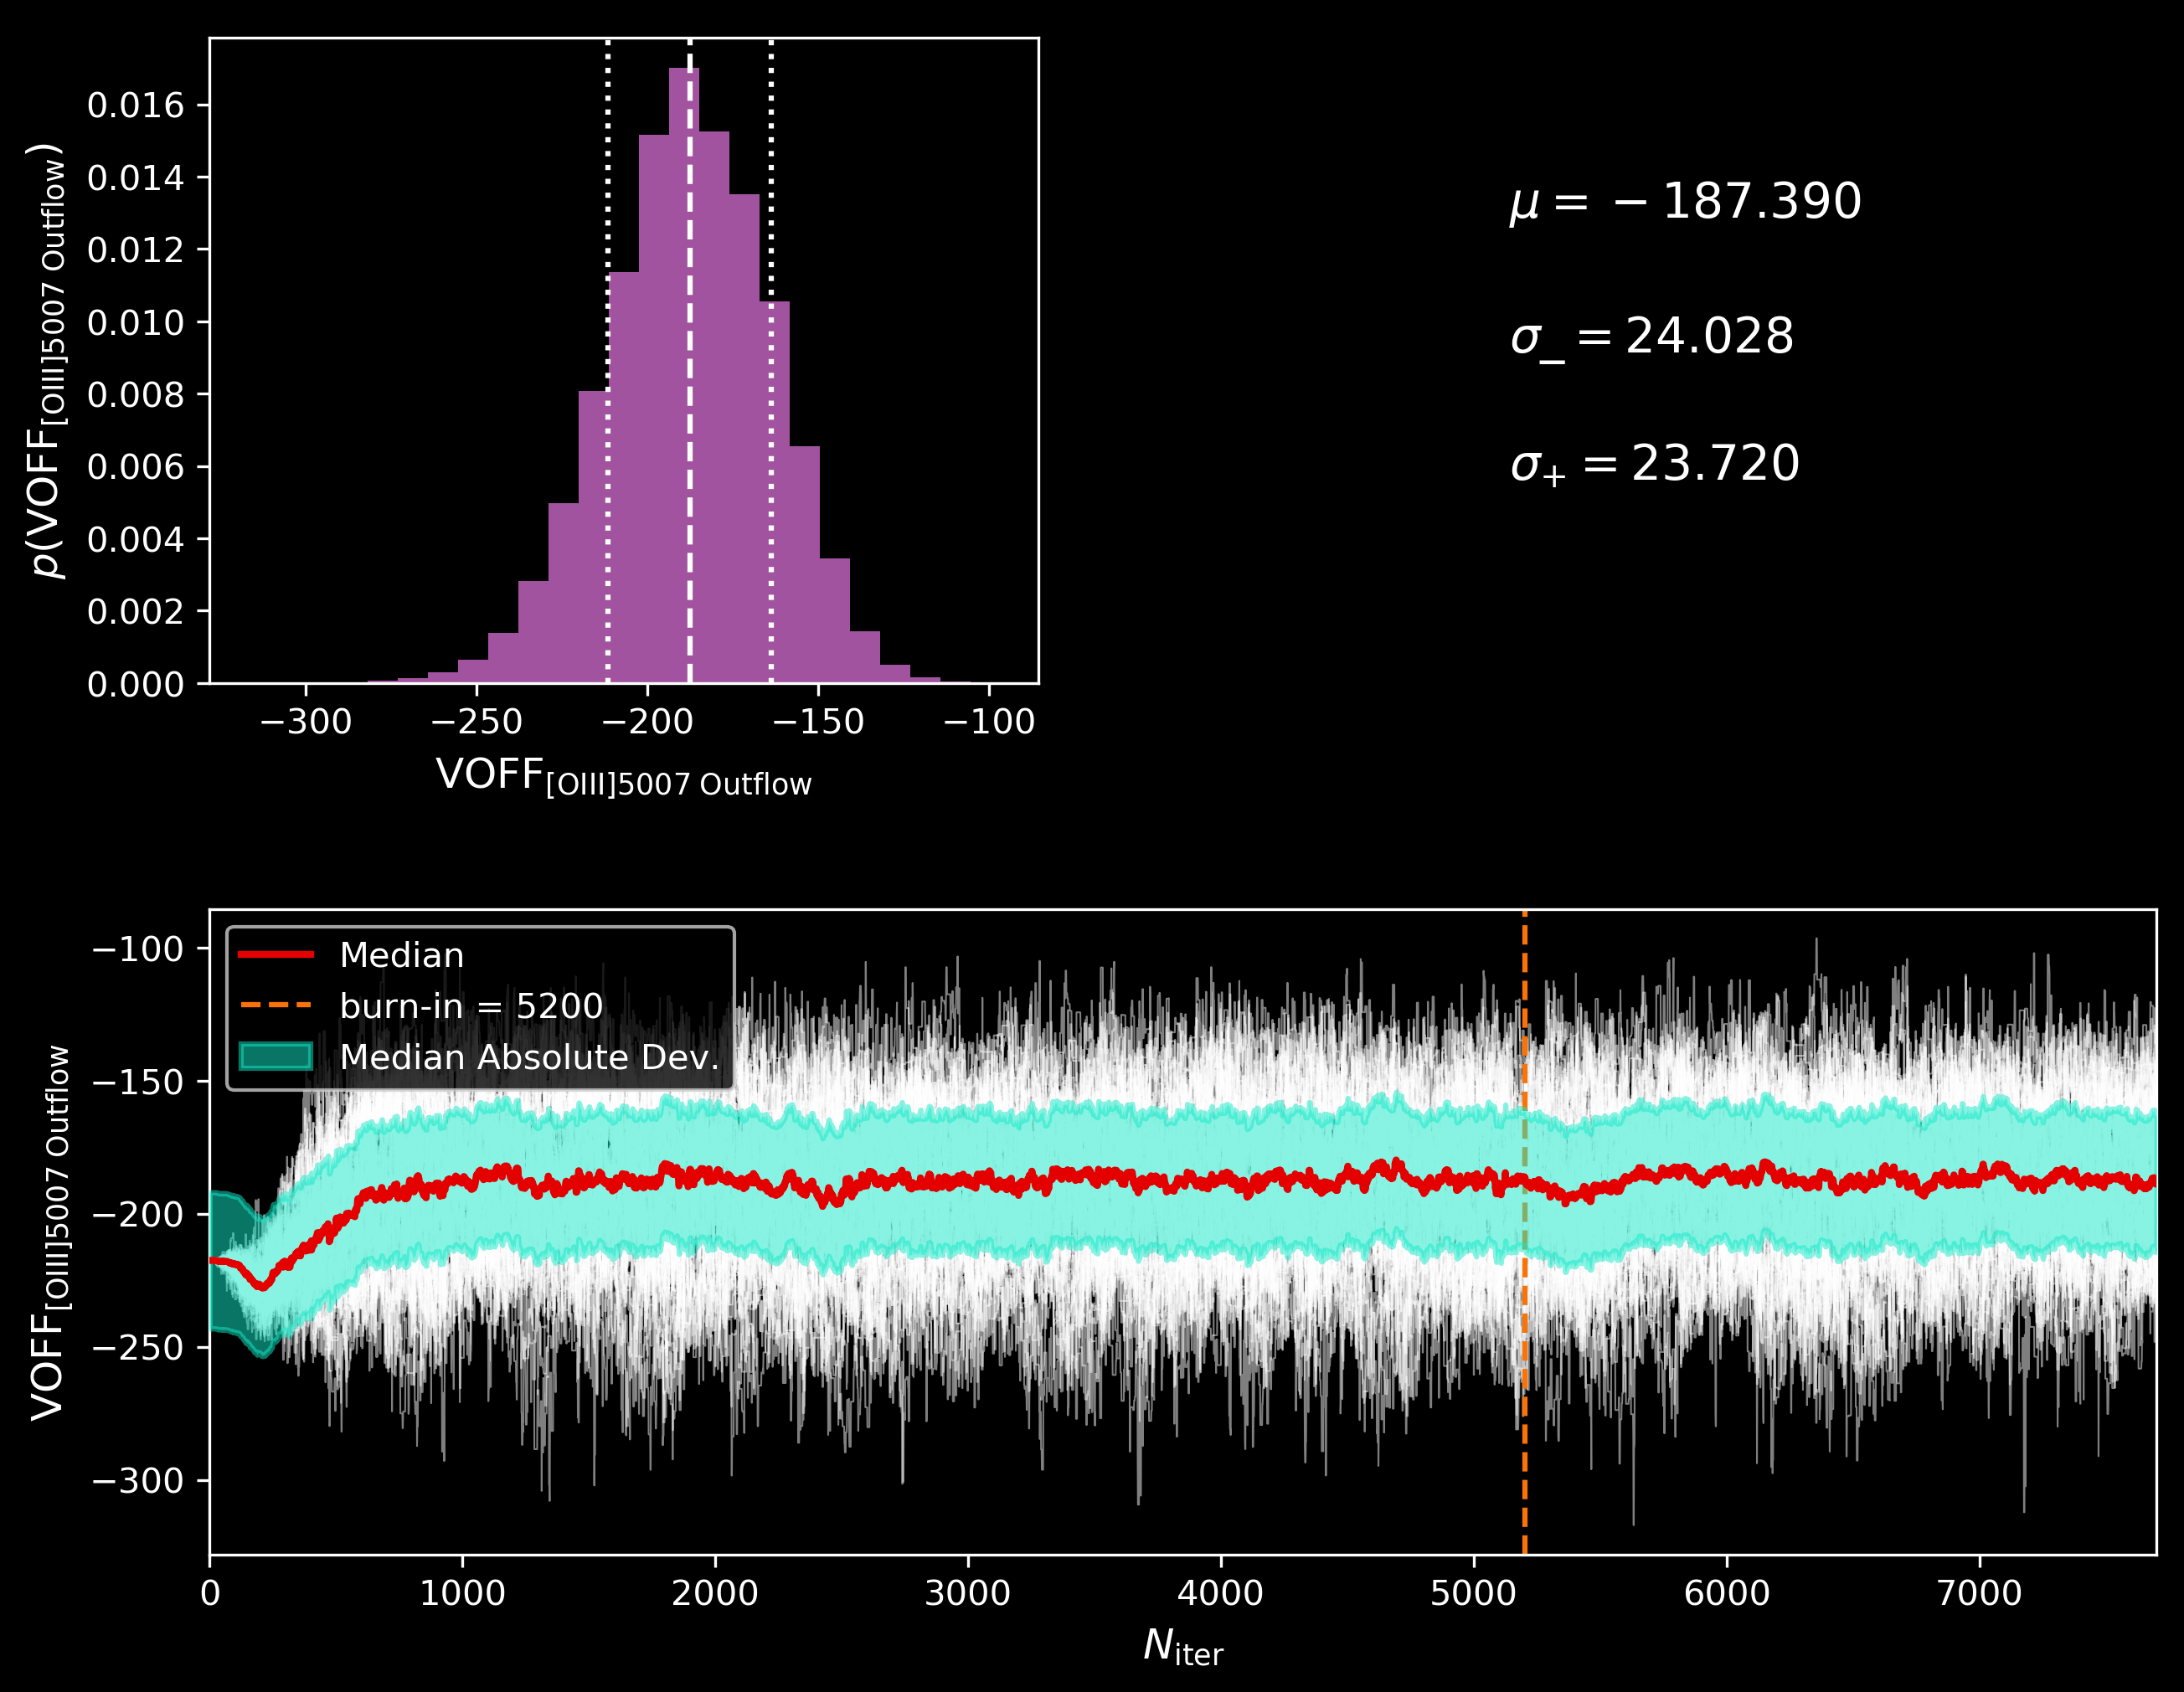 0.016
0.014
0.012
0.010
0.008
0.006
0.004
0.002
0.000
p(VOFF[OIII]5007 Outflow)
−300 −250 −200 −150 −100
VOFF[OIII]5007 Outflow
μ = − 187.390
σ− = 24.028
σ+ = 23.720
Median
burn-in = 5200
Median Absolute Dev.
−100
−150
−200
−250
−300
VOFF[OIII]5007 Outflow
0 1000 2000 3000 4000 5000 6000 7000
Niter